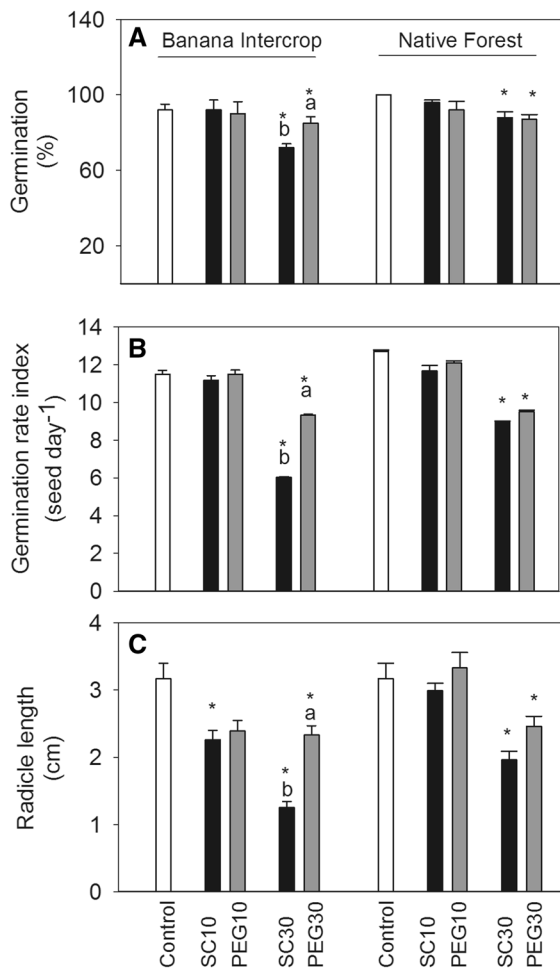 A
Banana Intercrop
Native Forest
Germination
(%)
140
100
60
20
*
b
*
a
*
*
B
Germination rate index
(seed day-1)
14
12
10
8
6
4
2
0
*
b
*
a
*
*
C
Radicle length
(cm)
4
3
2
1
0
*
*
b
*
a
*
*
Control
SC10
PEG10
SC30
PEG30
Control
SC10
PEG10
SC30
PEG30